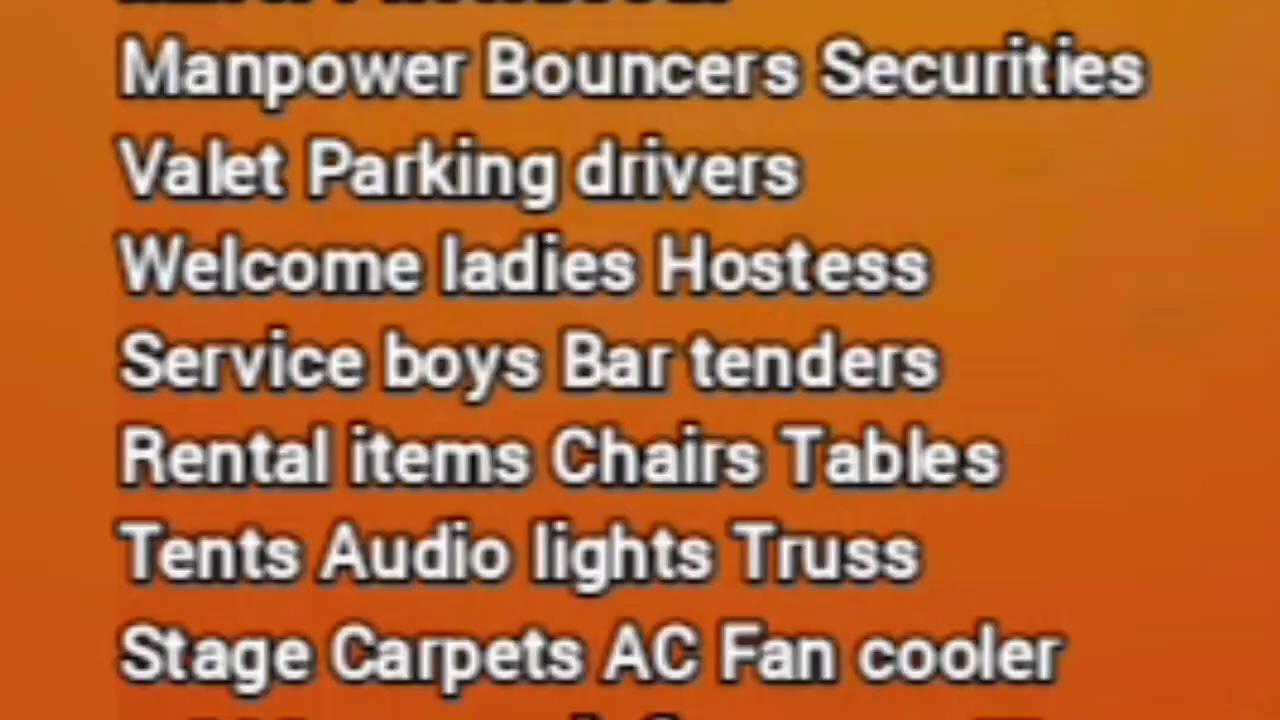 Manpower Bouncers Securities
Valet Parking drivers
Welcome ladies Hostess
Service boys Bar tenders
Rental items Chairs Tables
Tents Audio lights Truss
Stage Carpets AC Fan cooler